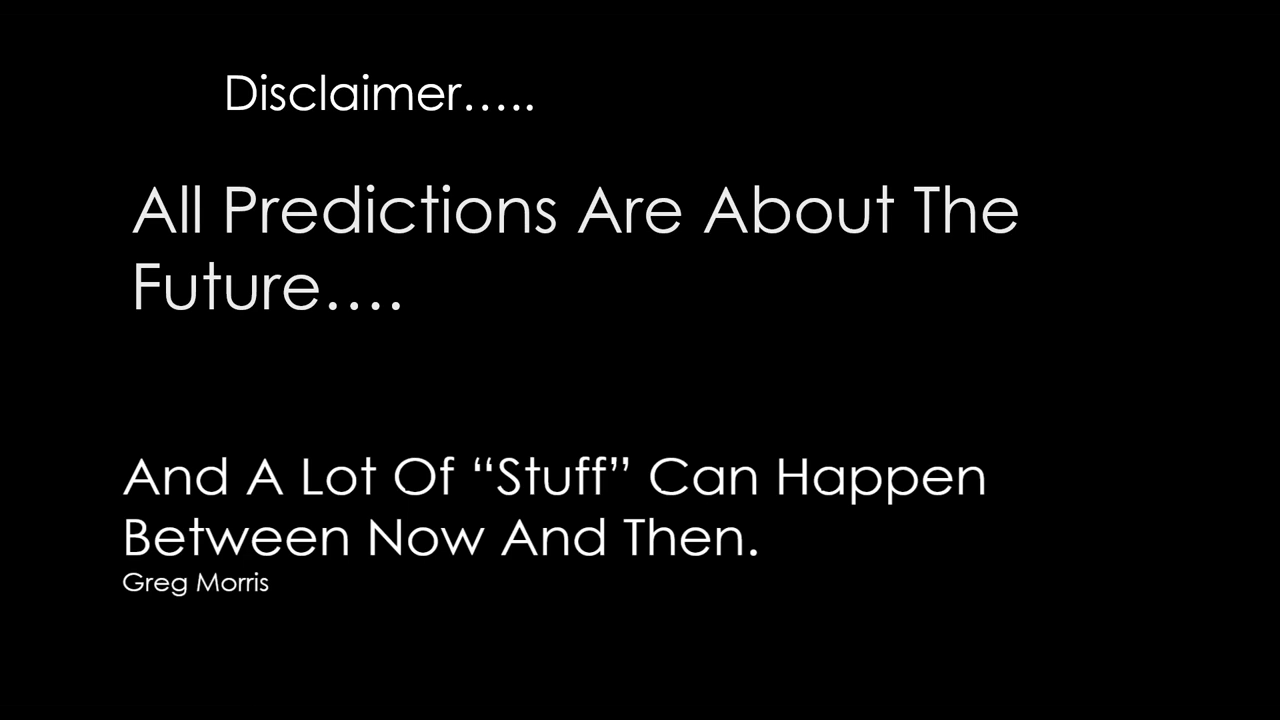 Disclaimer…..
All Predictions Are About The
Future….
And A Lot Of “Stuff” Can Happen
Between Now And Then.
Greg Morris